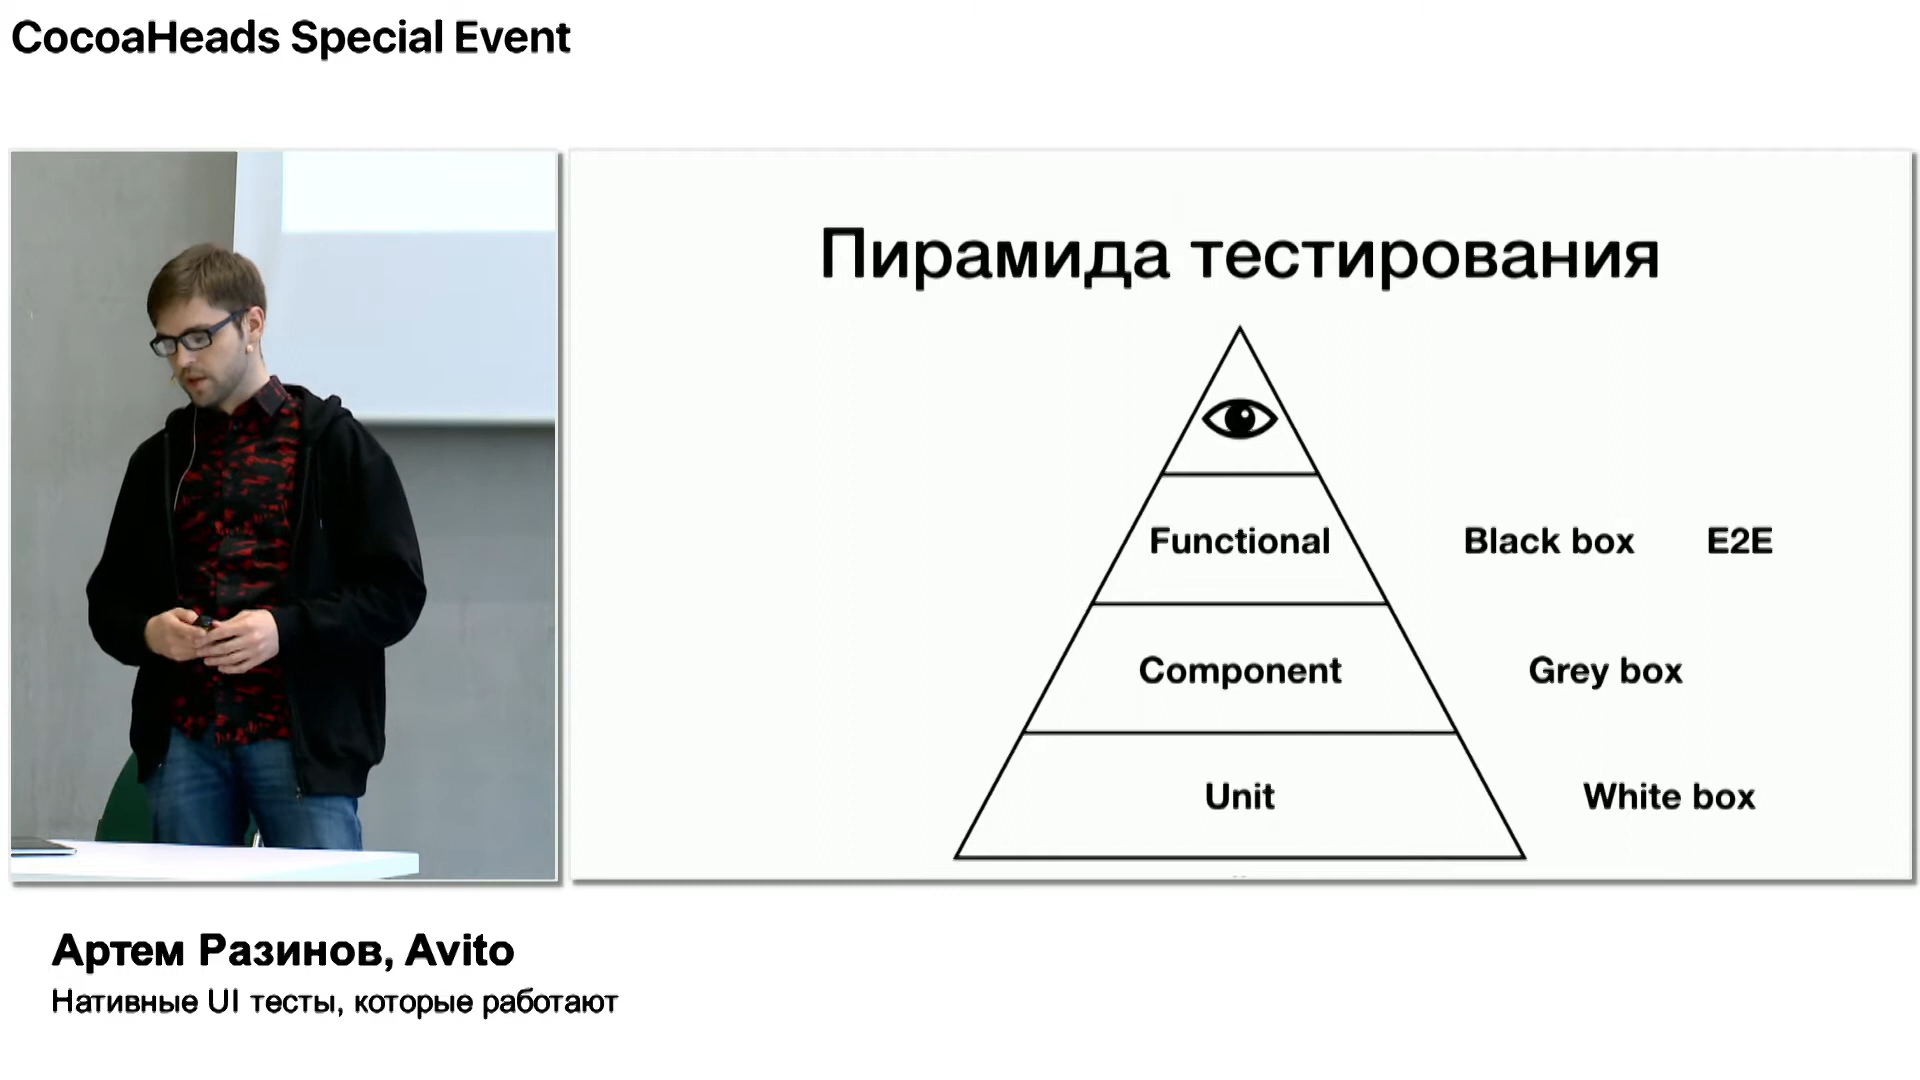 CocoaHeads Special Event
Пирамида тестирования
Functional Black box E2E
Component Grey box
Unit White box
Артем Разинов, Avito
Нативные UI тесты, которые работают